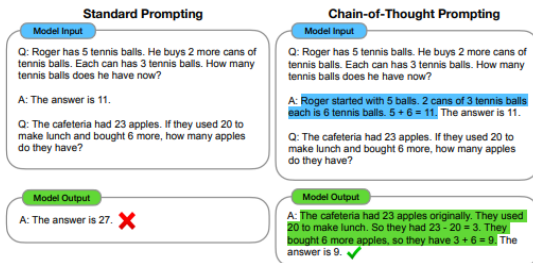 Standard Prompting
Model Input
Q: Roger has 5 tennis balls. He buys 2 more cans of
tennis balls. Each can has 3 tennis balls. How many
tennis balls does he have now?
A: The answer is 11.
Q: The cafeteria had 23 apples. If they used 20 to
make lunch and bought 6 more, how many apples
do they have?
Model Output
A: The answer is 27.
Chain-of-Thought Prompting
Model Input
Q: Roger has 5 tennis balls. He buys 2 more cans of
tennis balls. Each can has 3 tennis balls. How many
tennis balls does he have now?
A: Roger started with 5 balls. 2 cans of 3 tennis balls
each is 6 tennis balls. 5 + 6 = 11. The answer is 11.
Q: The cafeteria had 23 apples. If they used 20 to
make lunch and bought 6 more, how many apples
do they have?
Model Output
A: The cafeteria had 23 apples originally. They used
20 to make lunch. So they had 23 - 20 = 3. They
bought 6 more apples, so they have 3 + 6 = 9. The
answer is 9.